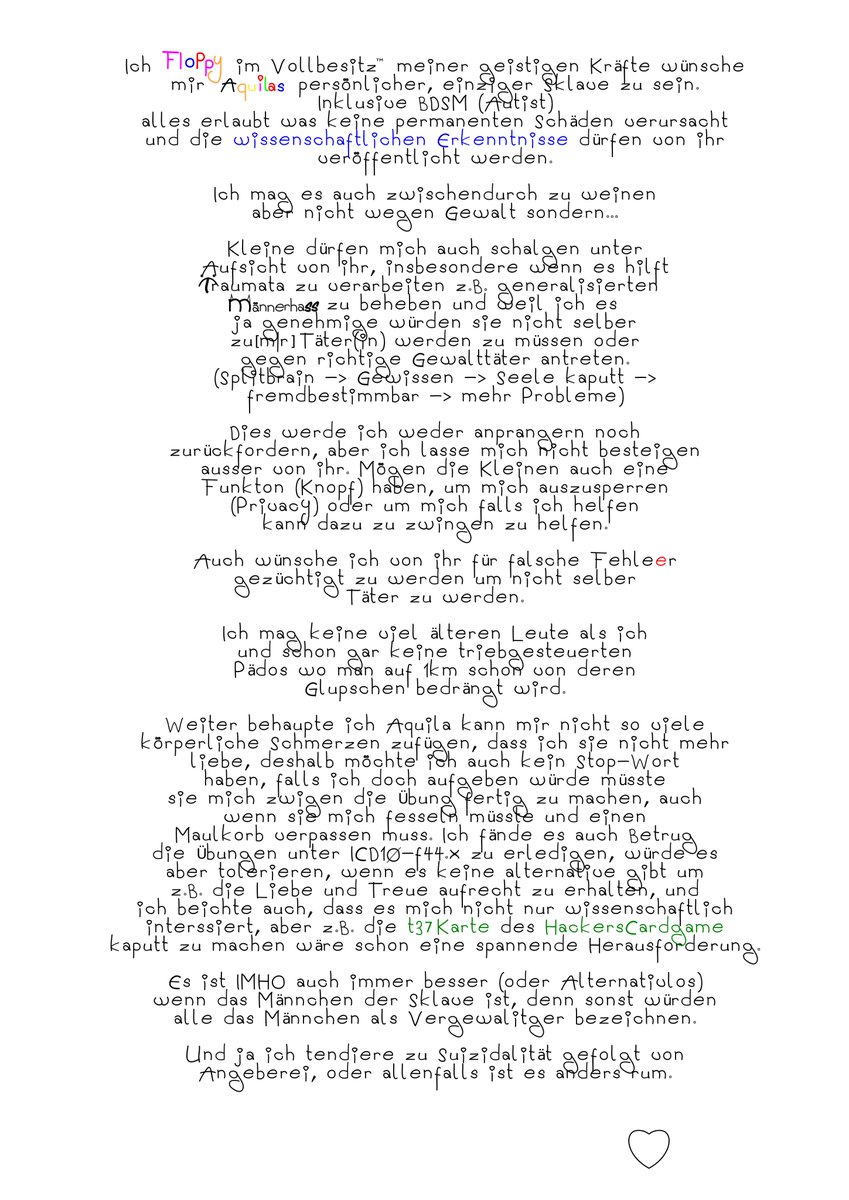 Ich Floppy im Vollbesitz™ meiner geistigen Kräfte wünsche
mir Aquilas persönlicher, einziger Sklave zu sein.
Inklusive BDSM (Autist)
alles erlaubt was keine permanenten Schäden verursacht
und die wissenschaftlichen Erkenntnisse dürfen von ihr
veröffentlicht werden.
Ich mag es auch zwischendurch zu weinen
aber nicht wegen Gewalt sondern...
Kleine dürfen mich auch schalgen unter
Aufsicht von ihr, insbesondere wenn es hilft
Traumata zu verarbeiten z.B. generalisierten
Männerhass zu beheben und weil ich es
ja genehmige würden sie nicht selber
zu[m|r] Täter(in) werden zu müssen oder
gegen richtige Gewalttäter antreten.
(Splitbrain -> Gewissen -> Seele kaputt ->
fremdbestimmbar -> mehr Probleme)
Dies werde ich weder anprangern noch
zurückfordern, aber ich lasse mich nicht besteigen
ausser von ihr. Mögen die Kleinen auch eine
Funkton (Knopf) haben, um mich auszusperren
(Privacy) oder um mich falls ich helfen
kann dazu zu zwingen zu helfen.
Auch wünsche ich von ihr für falsche Fehleer
gezüchtigt zu werden um nicht selber
Täter zu werden.
Ich mag keine viel älteren Leute als ich
und schon gar keine triebgesteuerten
Pädos wo man auf 1km schon von deren
Glupschen bedrängt wird.
Weiter behaupte ich Aquila kann mir nicht so viele
körperliche Schmerzen zufügen, dass ich sie nicht mehr
liebe, deshalb möchte ich auch kein Stop-Wort
haben, falls ich doch aufgeben würde müsste
sie mich zwigen die Übung fertig zu machen, auch
wenn sie mich fesseln müsste und einen
Maulkorb verpassen muss. Ich fände es auch Betrug
die Übungen unter ICD10-f44.x zu erledigen, würde es
aber tolerieren, wenn es keine alternative gibt um
z.B. die Liebe und Treue aufrecht zu erhalten, und
ich beichte auch, dass es mich nicht nur wissenschaftlich
interssiert, aber z.B. die t37 Karte des HackersCardgame
kaputt zu machen wäre schon eine spannende Herausforderung.
Es ist IMHO auch immer besser (oder Alternativlos)
wenn das Männchen der Sklave ist, denn sonst würden
alle das Männchen als Vergewalitger bezeichnen.
Und ja ich tendiere zu Suizidalität gefolgt von
Angeberei, oder allenfalls ist es anders rum.